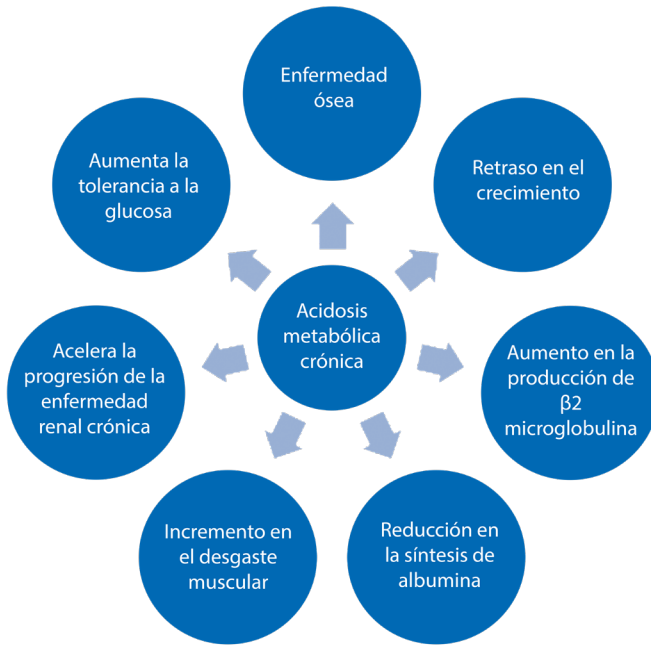 Enfermedad
ósea
Retraso en el
crecimiento
Aumento en la
producción de
β2
microglobulina
Reducción en
la síntesis de
albumina
Incremento en
el desgaste
muscular
Acelera la
progresión de la
enfermedad
renal crónica
Aumenta la
tolerancia a la
glucosa
Acidosis
metabólica
crónica